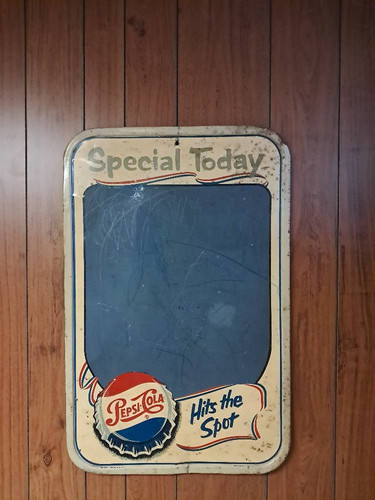 Special Today
PEPSI-COLA
Hits the
Spot